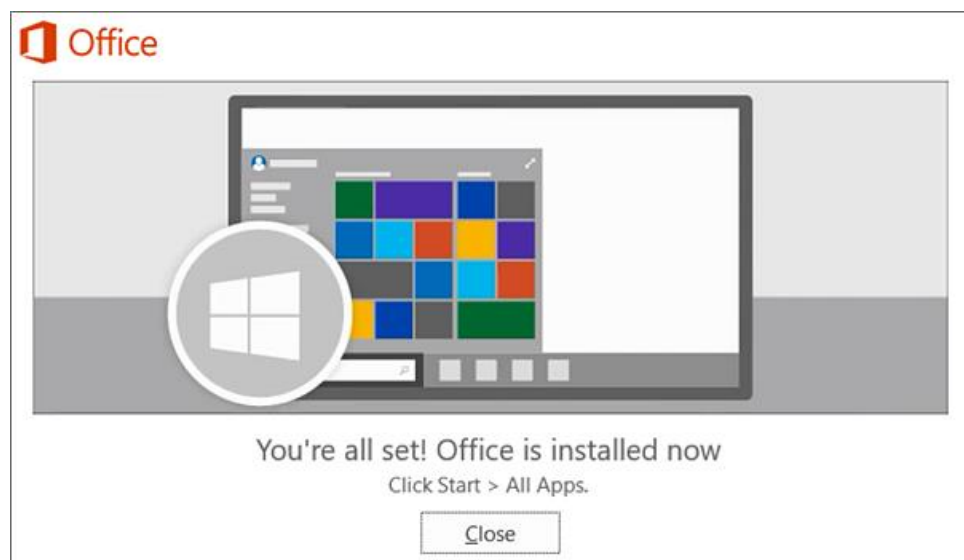 Office
You're all set! Office is installed now
Click Start > All Apps.
Close